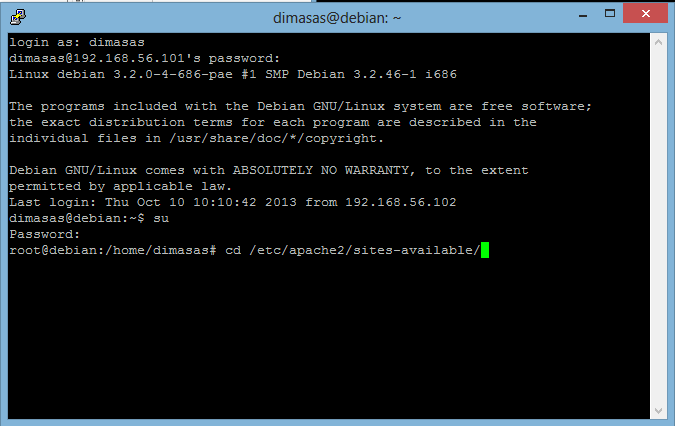 dimasas@debian: ~
login as: dimasas
dimasas@192.168.56.101's password:
Linux debian 3.2.0-4-686-pae #1 SMP Debian 3.2.46-1 i686
The programs included with the Debian GNU/Linux system are free software;
the exact distribution terms for each program are described in the
individual files in /usr/share/doc/*/copyright.
Debian GNU/Linux comes with ABSOLUTELY NO WARRANTY, to the extent
permitted by applicable law.
Last login: Thu Oct 10 10:10:42 2013 from 192.168.56.102
dimasas@debian:~$ su
Password:
root@debian:/home/dimasas# cd /etc/apache2/sites-available/